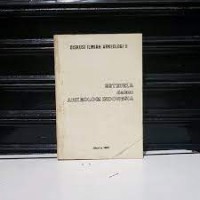 DISKUSI ILMIAH ARKEOLOGI II
ESTETIKA
dalam
ARKEOLOGI INDONESIA